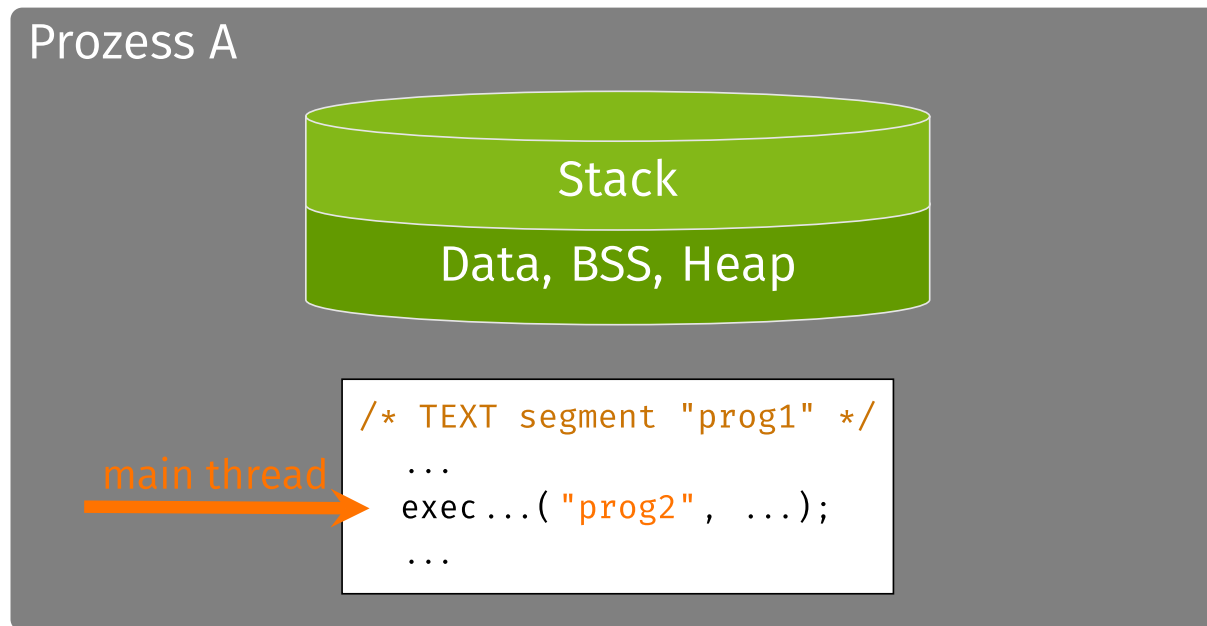 Prozess A
Stack
Data, BSS, Heap
/* TEXT segment "prog1" */
...
main thread
exec...("prog2", ...);
...